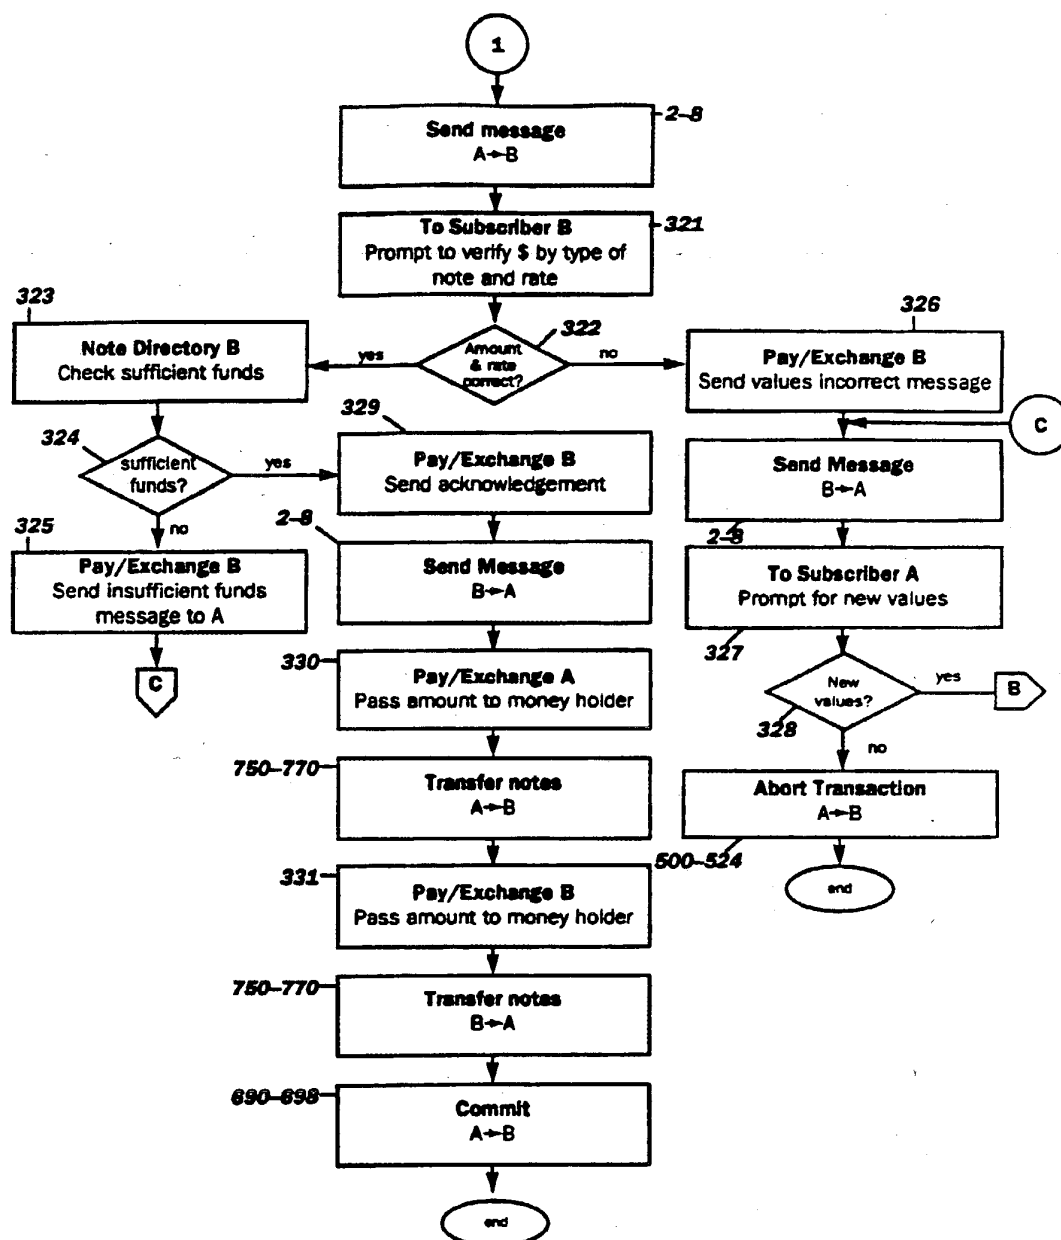 1
2–8
Send message
A→B
321
To Subscriber B
Prompt to verify $ by type of
note and rate
323
Note Directory B
Check sufficient funds
322
Amount
& rate
correct?
yes
no
326
Pay/Exchange B
Send values incorrect message
C
324
sufficient
funds?
yes
no
329
Pay/Exchange B
Send acknowledgement
Send Message
B→A
2–8
325
Pay/Exchange B
Send insufficient funds
message to A
C
2–8
Send Message
B→A
To Subscriber A
Prompt for new values
327
330
Pay/Exchange A
Pass amount to money holder
New
values?
328
yes
B
no
750–770
Transfer notes
A→B
Abort Transaction
A→B
500–524
end
331
Pay/Exchange B
Pass amount to money holder
750–770
Transfer notes
B→A
690–698
Commit
A→B
end